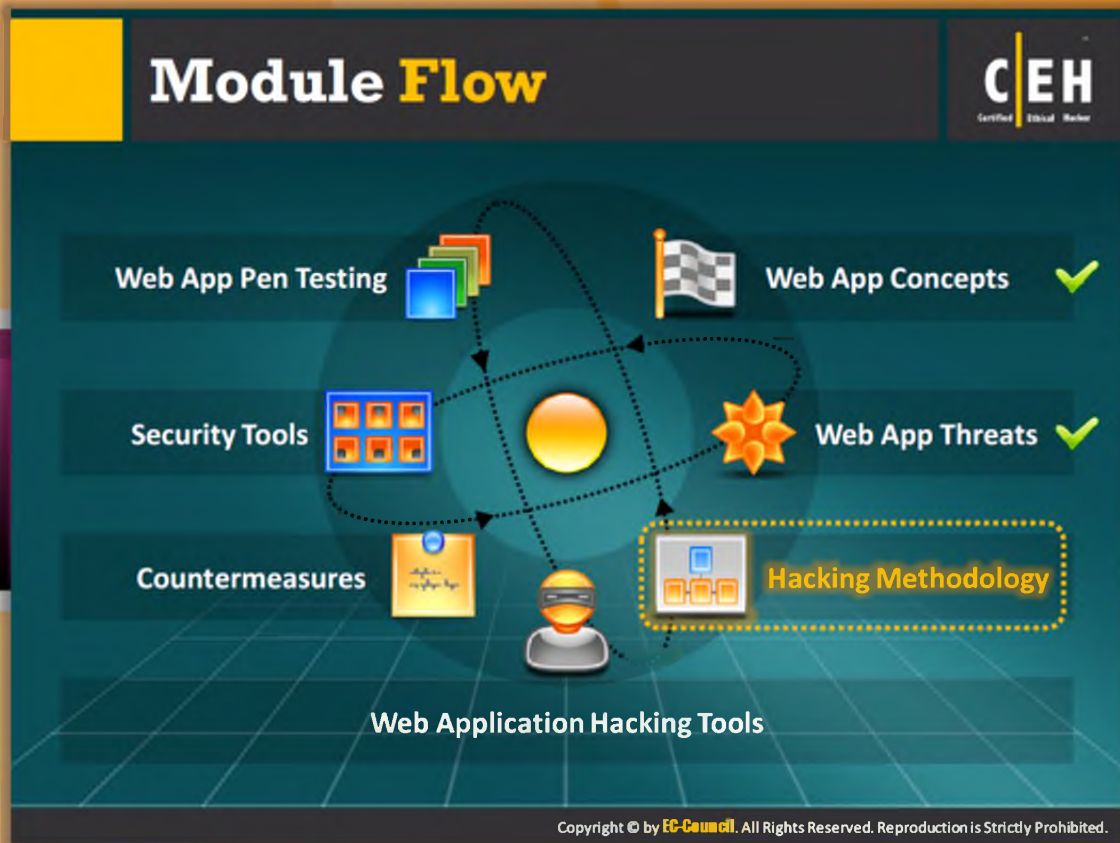 Module Flow
CEH
Certified Ethical Hacker
Web App Pen Testing
Web App Concepts
Security Tools
Web App Threats
Countermeasures
Hacking Methodology
Web Application Hacking Tools
Copyright © by EC-Council. All Rights Reserved. Reproduction is Strictly Prohibited.